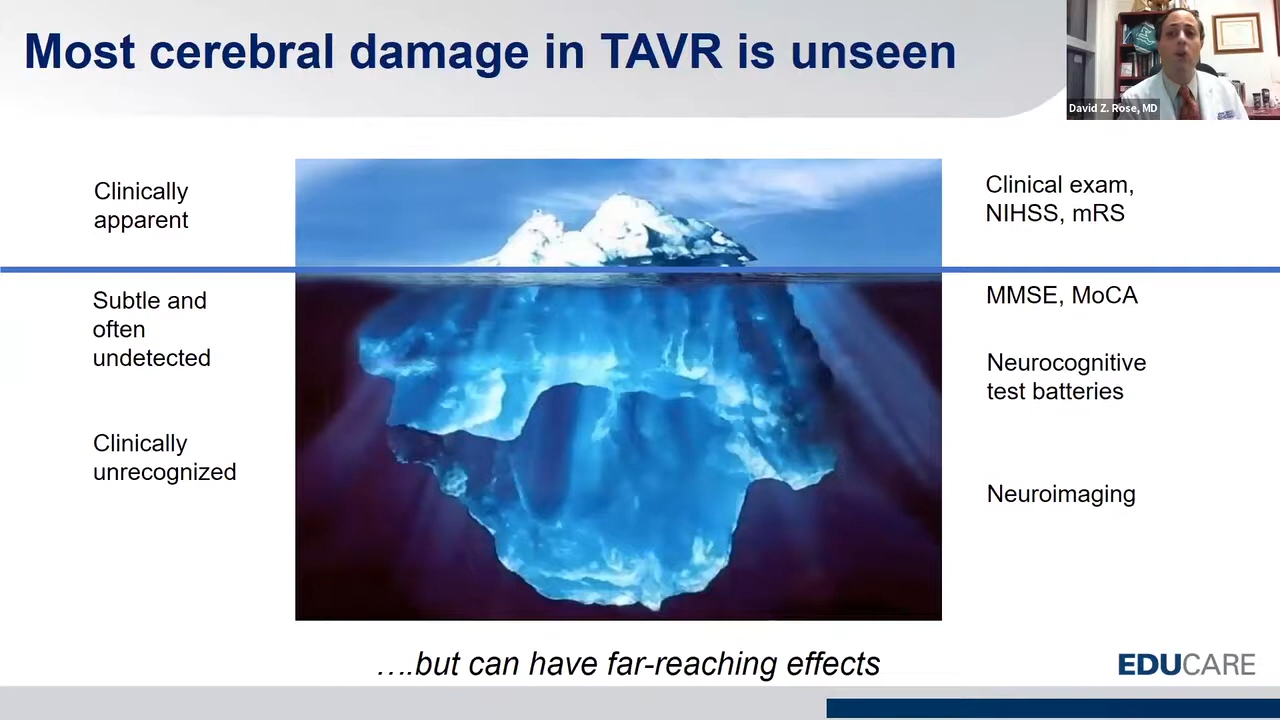 Most cerebral damage in TAVR is unseen
David Z. Rose, MD
Clinically
apparent
Clinical exam,
NIHSS, mRS
Subtle and
often
undetected
MMSE, MoCA
Neurocognitive
test batteries
Clinically
unrecognized
Neuroimaging
….but can have far-reaching effects
EDUCARE